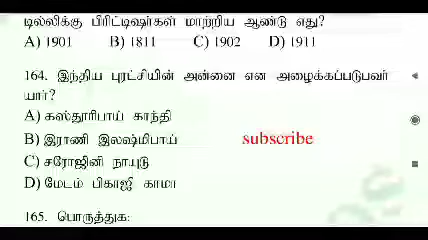 டில்லிக்கு பிரிட்டிஷர்கள் மாற்றிய ஆண்டு எது?
A) 1901 B) 1811 C) 1902 D) 1911
164. இந்திய புரட்சியின் அன்னை என அழைக்கப்படுபவர்
யார்?
A) கஸ்தூரிபாய் காந்தி
B) இராணி இலஷ்மிபாய் subscribe
C) சரோஜினி நாயுடு
D) மேடம் பிகாஜி காமா
165. பொருத்துக: